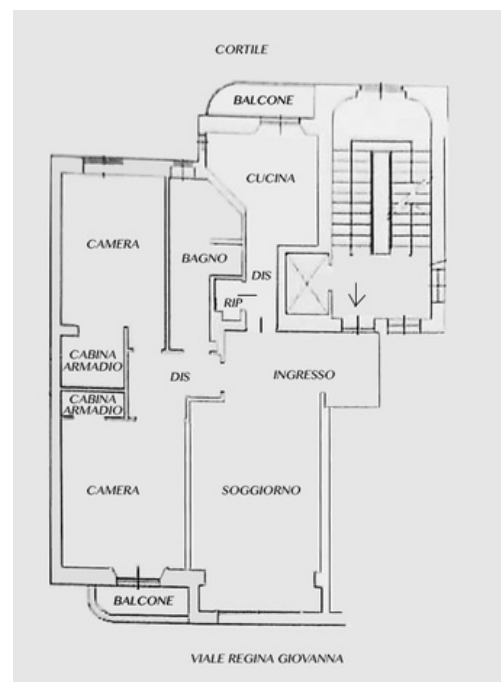 CORTILE
BALCONE
CUCINA
CAMERA
BAGNO
DIS
RIP
CABINA
ARMADIO
DIS
INGRESSO
CABINA
ARMADIO
CAMERA
SOGGIORNO
BALCONE
VIALE REGINA GIOVANNA